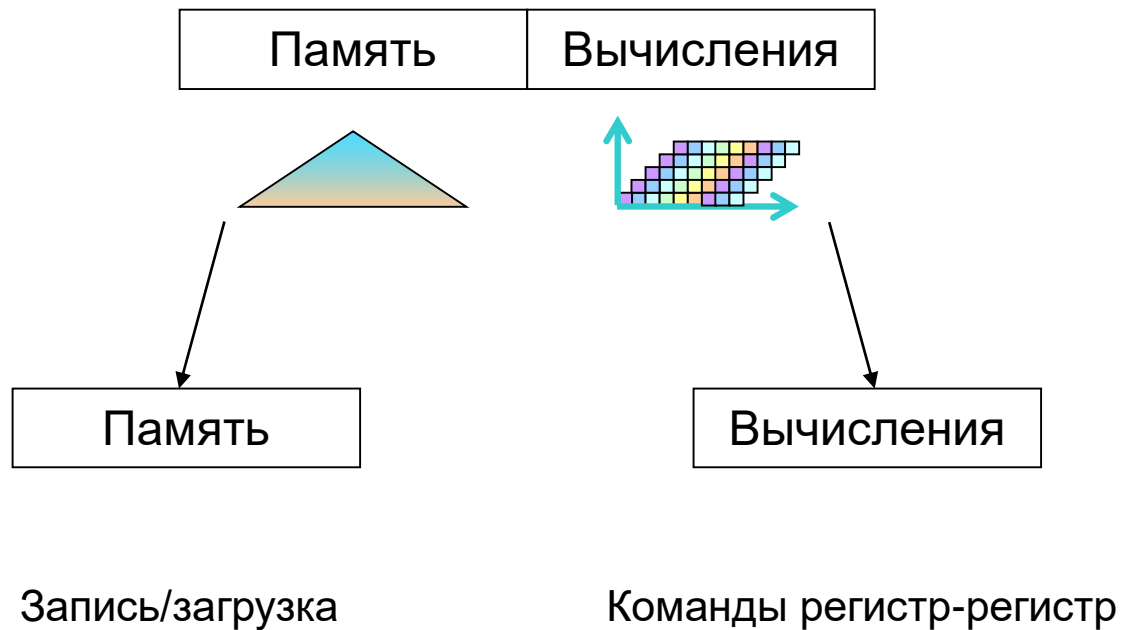 Память Вычисления
Память Вычисления
Запись/загрузка Команды регистр-регистр